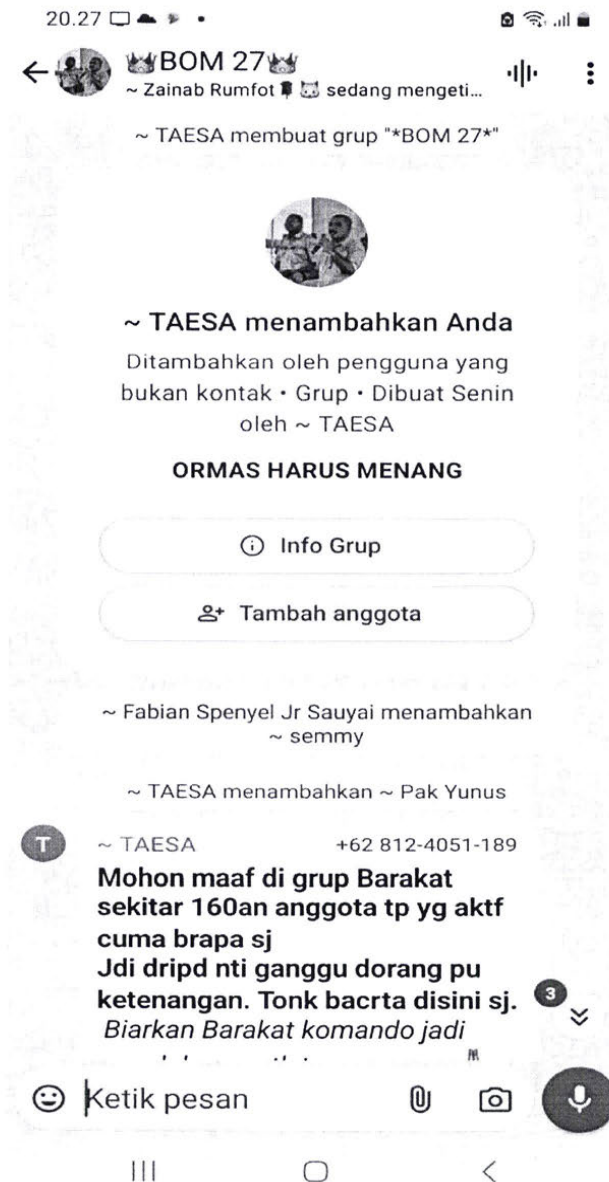 20.27
👑BOM 27👑
~ Zainab Rumfot sedang mengeti...
~ TAESA membuat grup "*BOM 27*"
~ TAESA menambahkan Anda
Ditambahkan oleh pengguna yang
bukan kontak • Grup • Dibuat Senin
oleh ~ TAESA
ORMAS HARUS MENANG
Info Grup
Tambah anggota
~ Fabian Spenyel Jr Sauyai menambahkan
~ semmy
~ TAESA menambahkan ~ Pak Yunus
T
~ TAESA +62 812-4051-189
Mohon maaf di grup Barakat
sekitar 160an anggota tp yg aktf
cuma brapa sj
Jdi dripd nti ganggu dorang pu
ketenangan. Tonk bacrta disini sj.
3
Biarkan Barakat komando jadi
Ketik pesan